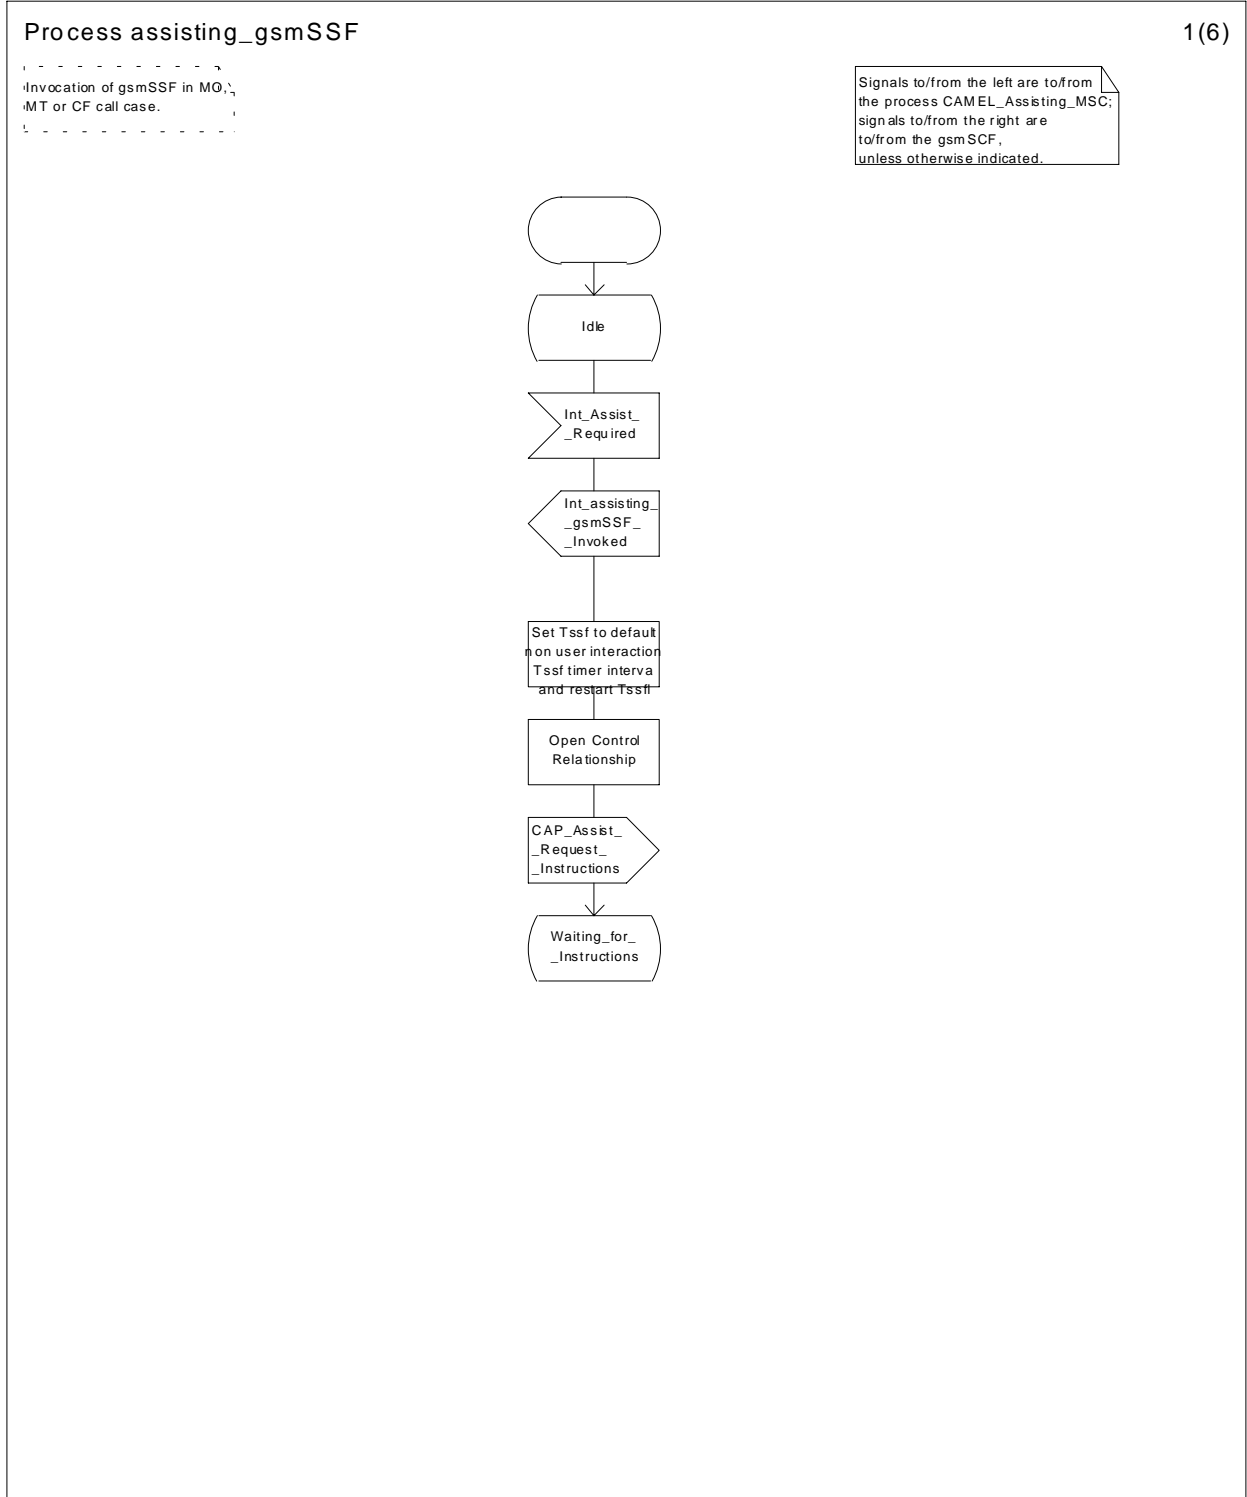 Process assisting_gsmSSF
1(6)
Invocation of gsmSSF in MO,
MT or CF call case.
Signals to/from the left are to/from
the process CAMEL_Assisting_MSC;
signals to/from the right are
to/from the gsmSCF,
unless otherwise indicated.
Idle
Int_Assist_
_Required
Int_assisting_
_gsmSSF_
_Invoked
Set Tssf to default
non user interaction
Tssf timer interva
and restart Tssfl
Open Control
Relationship
CAP_Assist_
_Request_
_Instructions
Waiting_for_
_Instructions